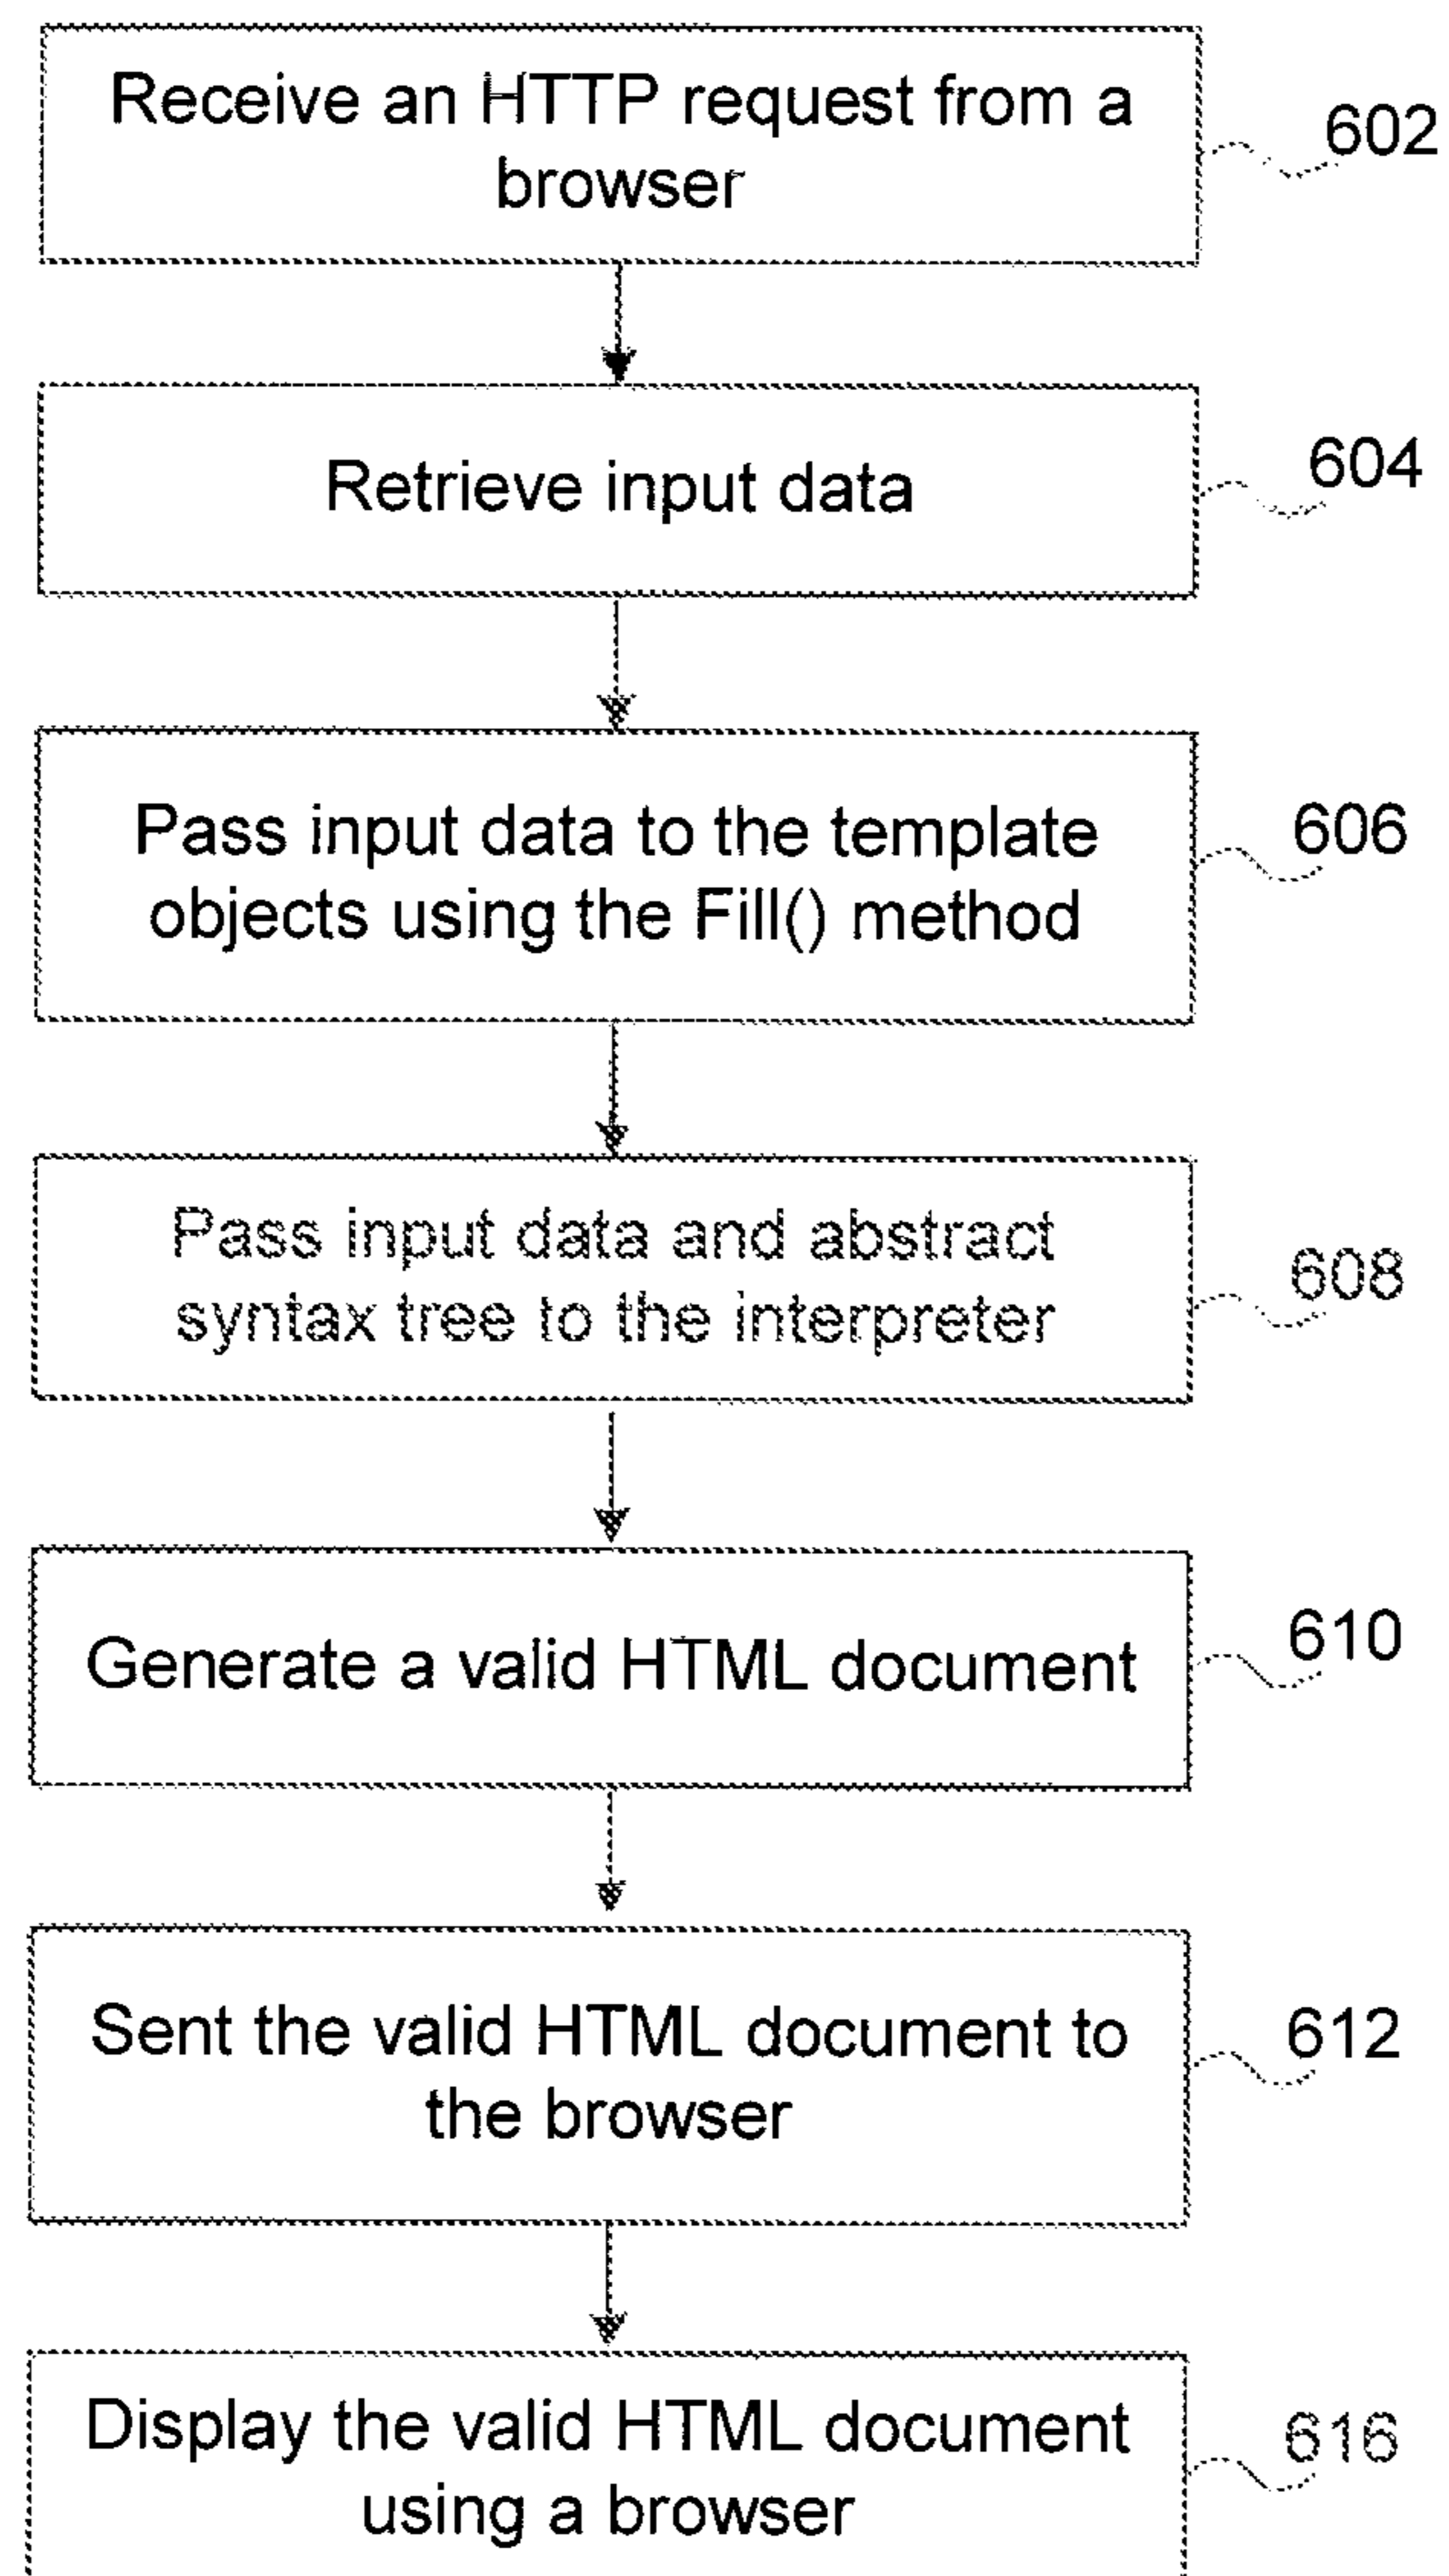 Receive an HTTP request from a
browser
602
Retrieve input data
604
Pass input data to the template
objects using the Fill() method
606
Pass input data and abstract
syntax tree to the interpreter
608
Generate a valid HTML document
610
Sent the valid HTML document to
the browser
612
Display the valid HTML document
using a browser
616